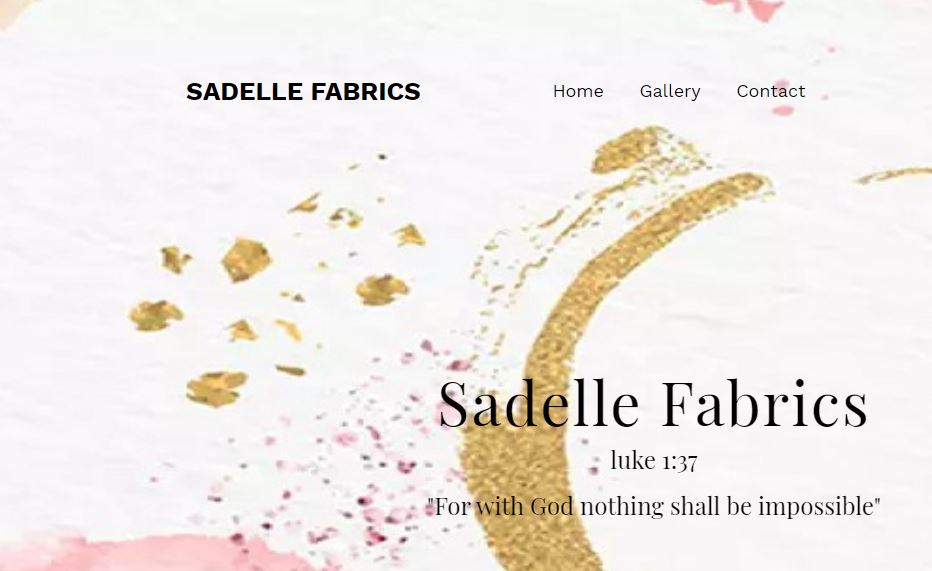 SADELLE FABRICS
Home Gallery Contact
Sadelle Fabrics
luke 1:37
"For with God nothing shall be impossible"